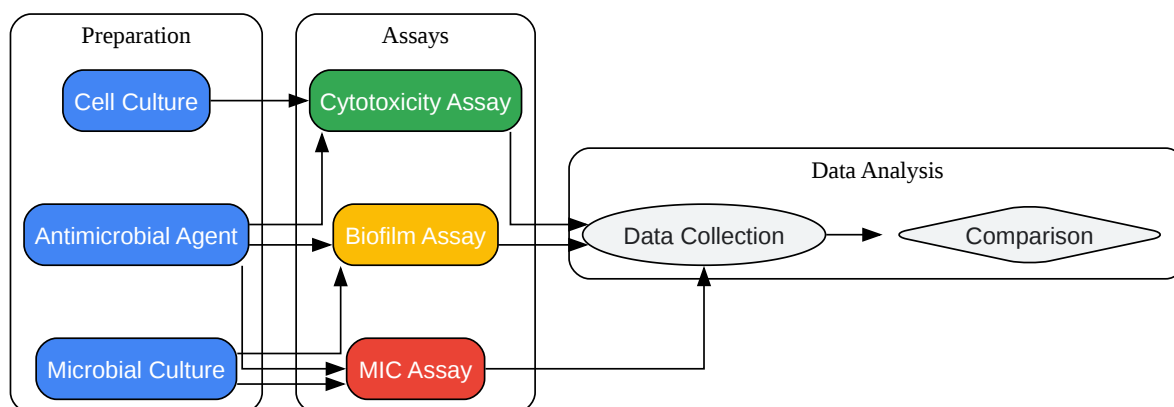 Preparation
Assays
Cell Culture
Cytotoxicity Assay
Data Analysis
Antimicrobial Agent
Biofilm Assay
Data Collection
Comparison
Microbial Culture
MIC Assay